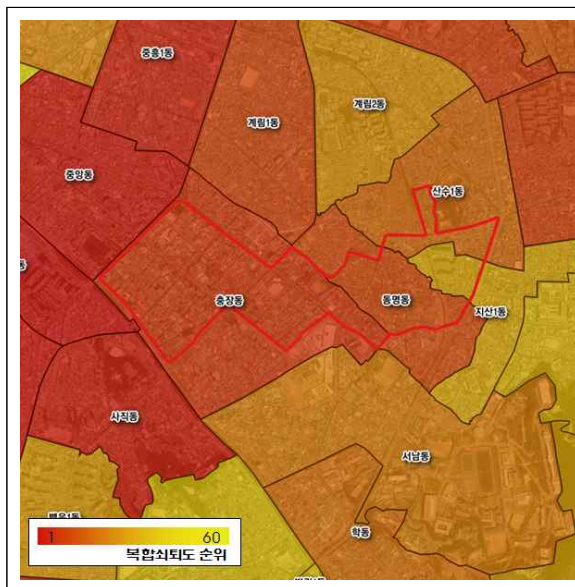 중흥1동
계림1동
계림2동
중앙동
산수1동
충장동
동명동
지산1동
사직동
서남동
학동
1
60
복합쇠퇴도 순위